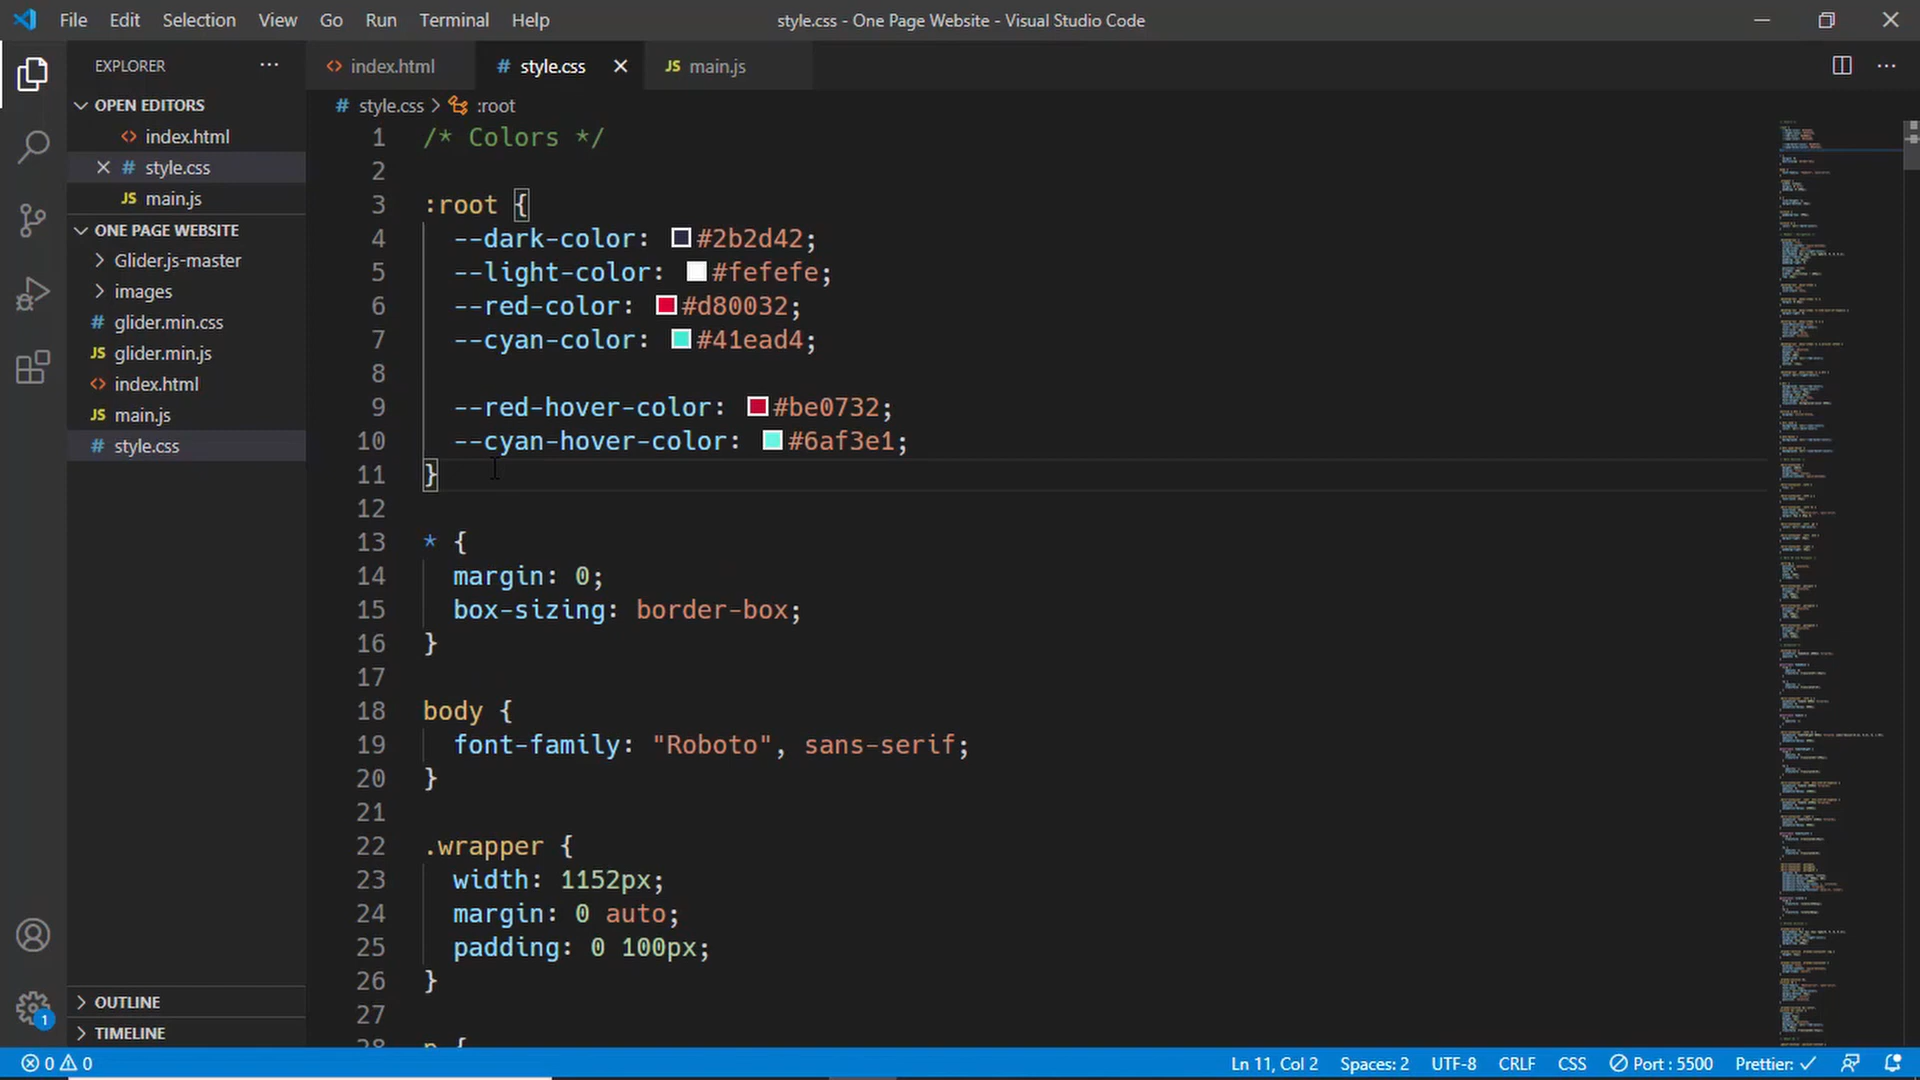 File Edit Selection View Go Run Terminal Help style.css - One Page Website - Visual Studio Code
EXPLORER
OPEN EDITORS
index.html
style.css
JS main.js
ONE PAGE WEBSITE
Glider.js-master
images
# glider.min.css
JS glider.min.js
index.html
JS main.js
# style.css
OUTLINE
TIMELINE
<> index.html # style.css JS main.js
# style.css > :root
1 /* Colors */
2
3 :root {
4 --dark-color: #2b2d42;
5 --light-color: #fefefe;
6 --red-color: #d80032;
7 --cyan-color: #41ead4;
8
9 --red-hover-color: #be0732;
10 --cyan-hover-color: #6af3e1;
11 }
12
13 * {
14 margin: 0;
15 box-sizing: border-box;
16 }
17
18 body {
19 font-family: "Roboto", sans-serif;
20 }
21
22 .wrapper {
23 width: 1152px;
24 margin: 0 auto;
25 padding: 0 100px;
26 }
27
1
0 0 Ln 11, Col 2 Spaces: 2 UTF-8 CRLF CSS Port : 5500 Prettier: ✓